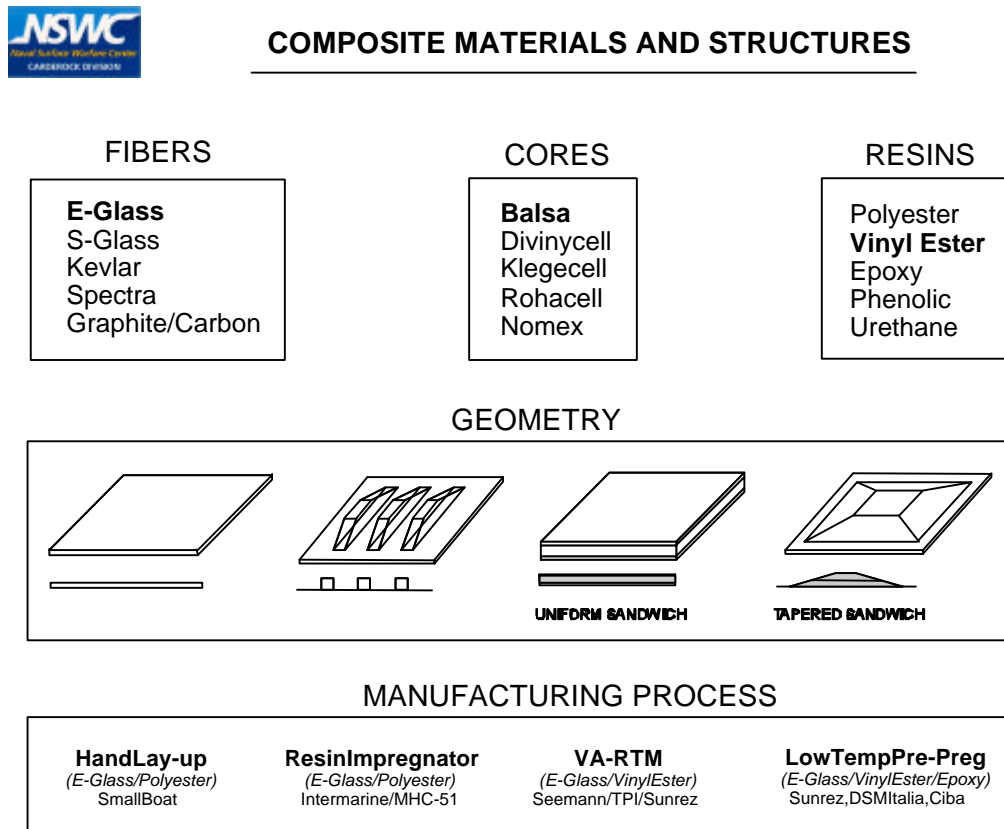 NSWC
Naval Surface Warfare Center
CARDEROCK DIVISION
COMPOSITE MATERIALS AND STRUCTURES
FIBERS
E-Glass
S-Glass
Kevlar
Spectra
Graphite/Carbon
CORES
Balsa
Divinycell
Klegecell
Rohacell
Nomex
RESINS
Polyester
Vinyl Ester
Epoxy
Phenolic
Urethane
GEOMETRY
UNIFORM SANDWICH
TAPERED SANDWICH
MANUFACTURING PROCESS
HandLay-up
(E-Glass/Polyester)
SmallBoat
ResinImpregnator
(E-Glass/Polyester)
Intermarine/MHC-51
VA-RTM
(E-Glass/VinylEster)
Seemann/TPI/Sunrez
LowTempPre-Preg
(E-Glass/VinylEster/Epoxy)
Sunrez,DSMItalia,Ciba